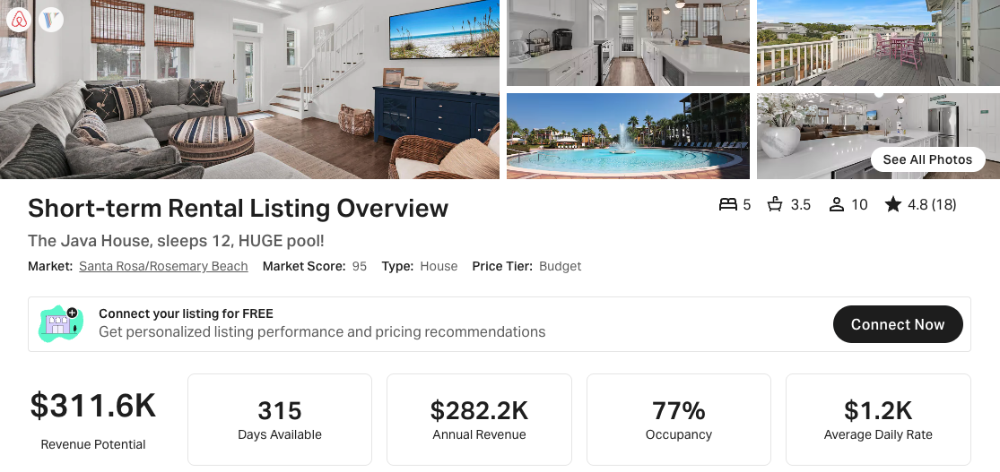 See All Photos
Short-term Rental Listing Overview
5 3.5 10 4.8 (18)
The Java House, sleeps 12, HUGE pool!
Market: Santa Rosa/Rosemary Beach Market Score: 95 Type: House Price Tier: Budget
Connect your listing for FREE
Get personalized listing performance and pricing recommendations
Connect Now
$311.6K
Revenue Potential
315
Days Available
$282.2K
Annual Revenue
77%
Occupancy
$1.2K
Average Daily Rate